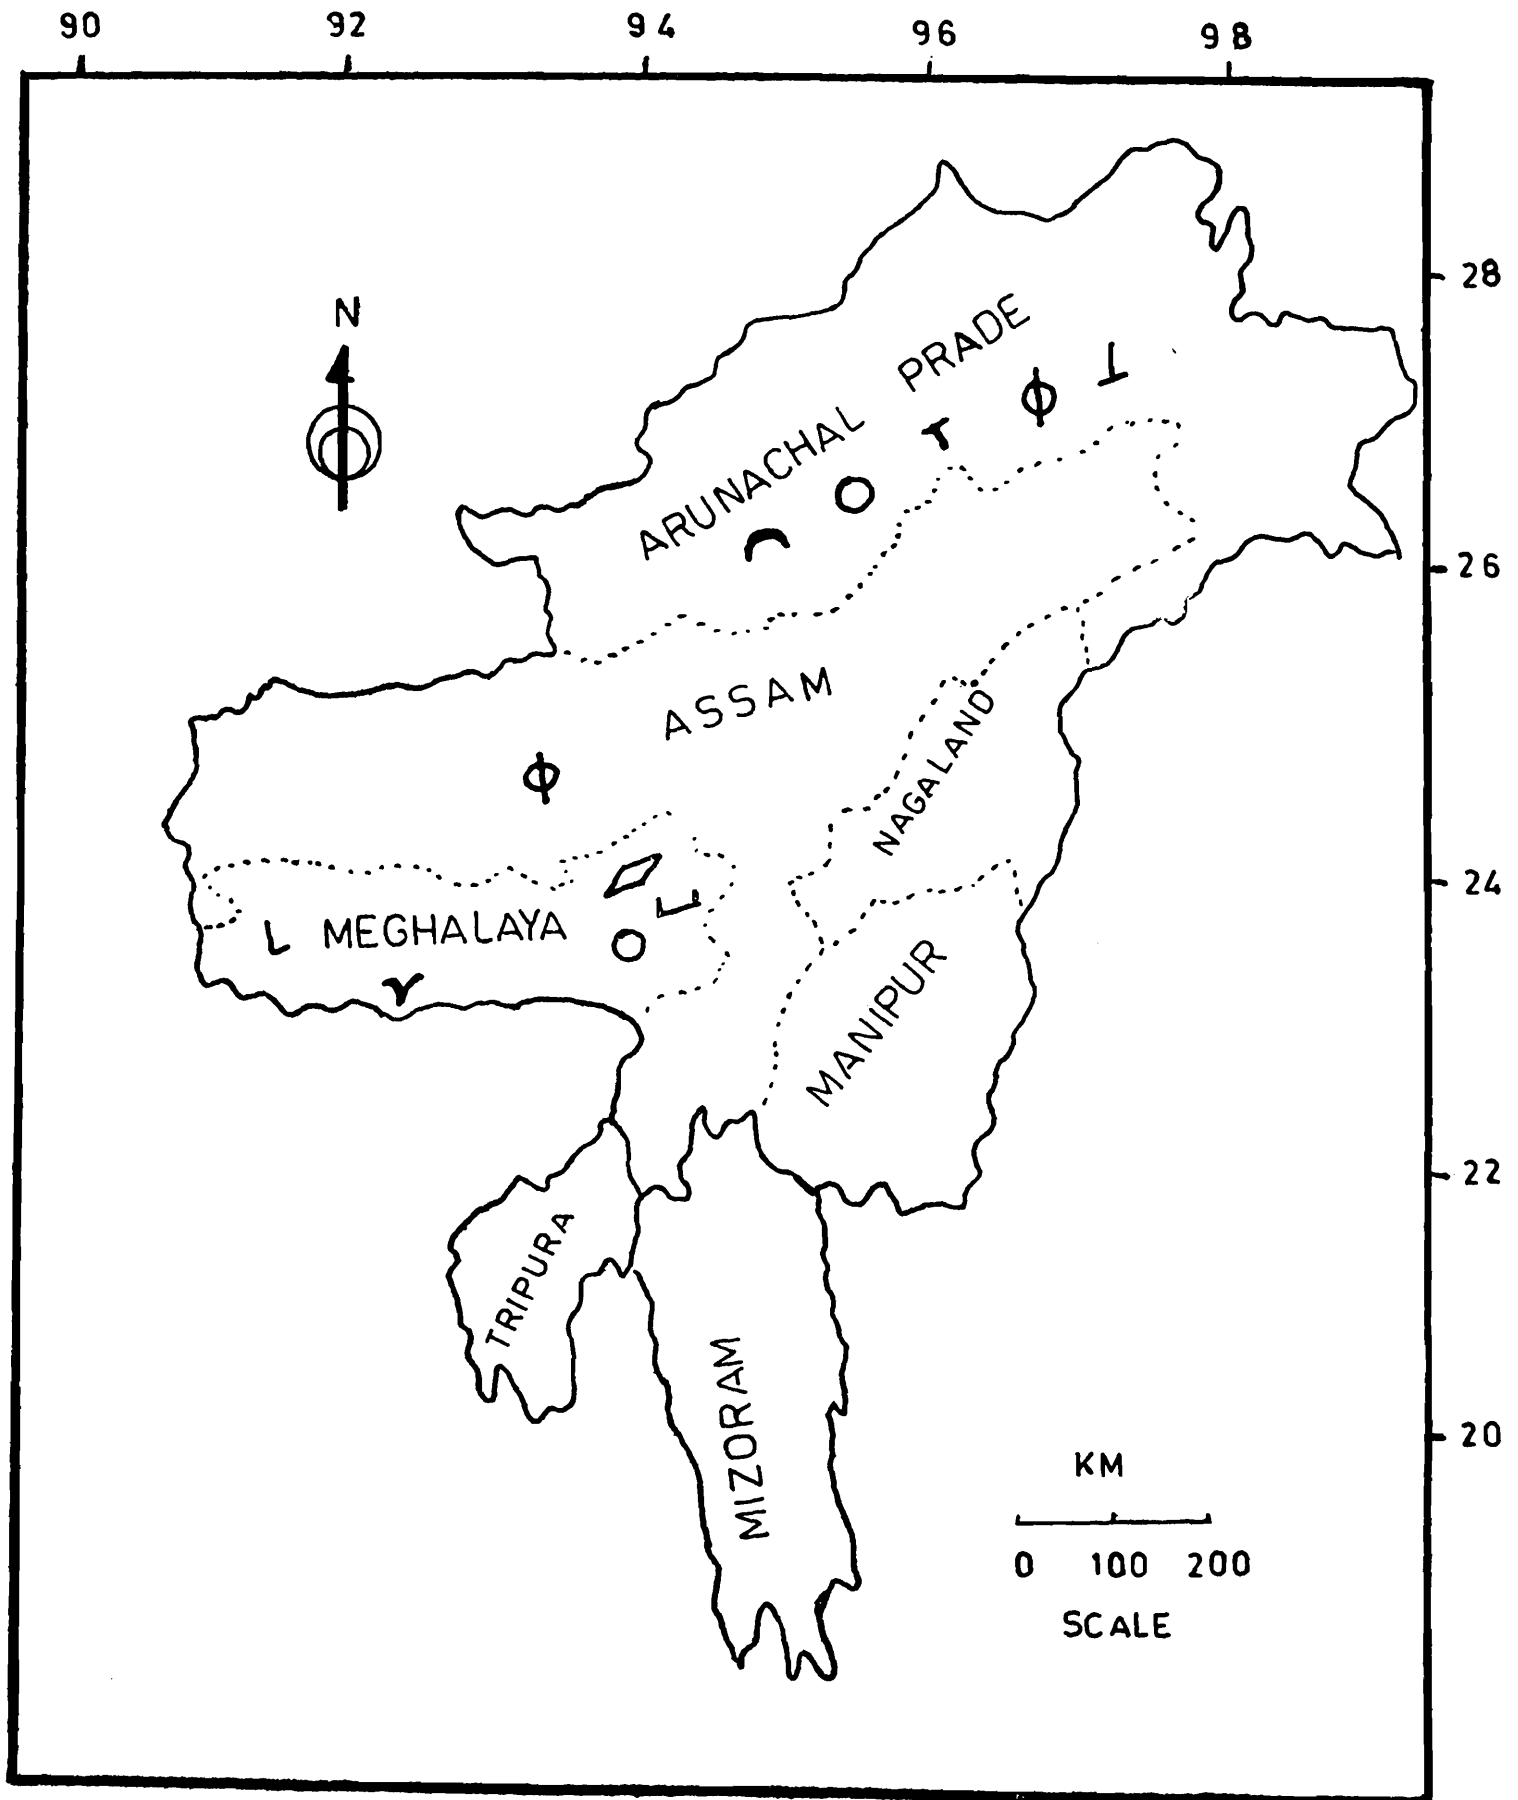 90 92 94 96 98
N
28
ARUNACHAL PRADE
26
ASSAM
NAGALAND
24
MEGHALAYA
MANIPUR
22
TRIPURA
MIZORAM
20
KM
0 100 200
SCALE